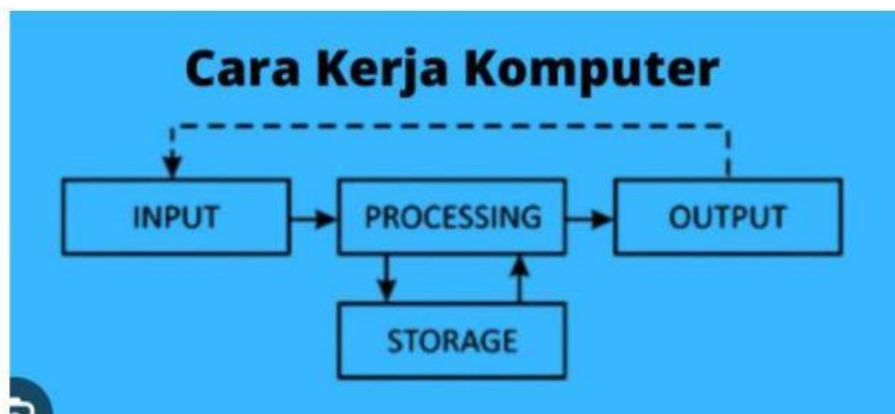 Cara Kerja Komputer
INPUT
PROCESSING
OUTPUT
STORAGE